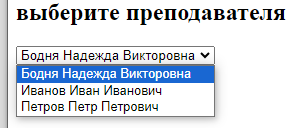 выберите преподавателя
Бодня Надежда Викторовна
Бодня Надежда Викторовна
Иванов Иван Иванович
Петров Петр Петрович